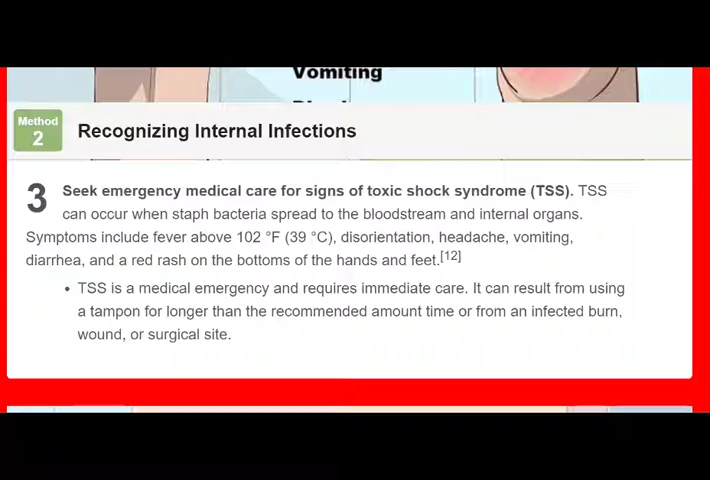 Vomiting
Method
2
Recognizing Internal Infections
3 Seek emergency medical care for signs of toxic shock syndrome (TSS). TSS
can occur when staph bacteria spread to the bloodstream and internal organs.
Symptoms include fever above 102 °F (39 °C), disorientation, headache, vomiting,
diarrhea, and a red rash on the bottoms of the hands and feet.[12]
• TSS is a medical emergency and requires immediate care. It can result from using
a tampon for longer than the recommended amount time or from an infected burn,
wound, or surgical site.